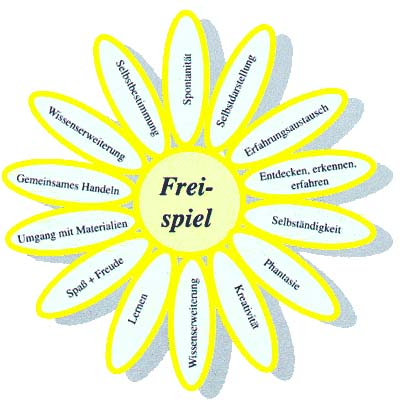 Frei-
spiel
Spontanität
Selbstdarstellung
Erfahrungsaustausch
Entdecken, erkennen,
erfahren
Selbständigkeit
Phantasie
Kreativität
Wissenserweiterung
Lernen
Spaß + Freude
Umgang mit Materialien
Gemeinsames Handeln
Wissenserweiterung
Selbstbestimmung